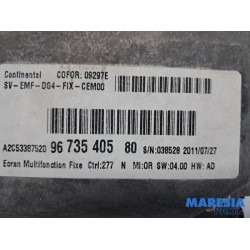 Continental COFOR: 09297E
SV-EMF-DG4-FIX-CEM00
A2C53387520 96 735 405 80 S/N:038528 2011/07/27
Ecran Multifonction Fixe Ctrl:277 N MI:OR SW:04.00 HW: AD
MARESIA